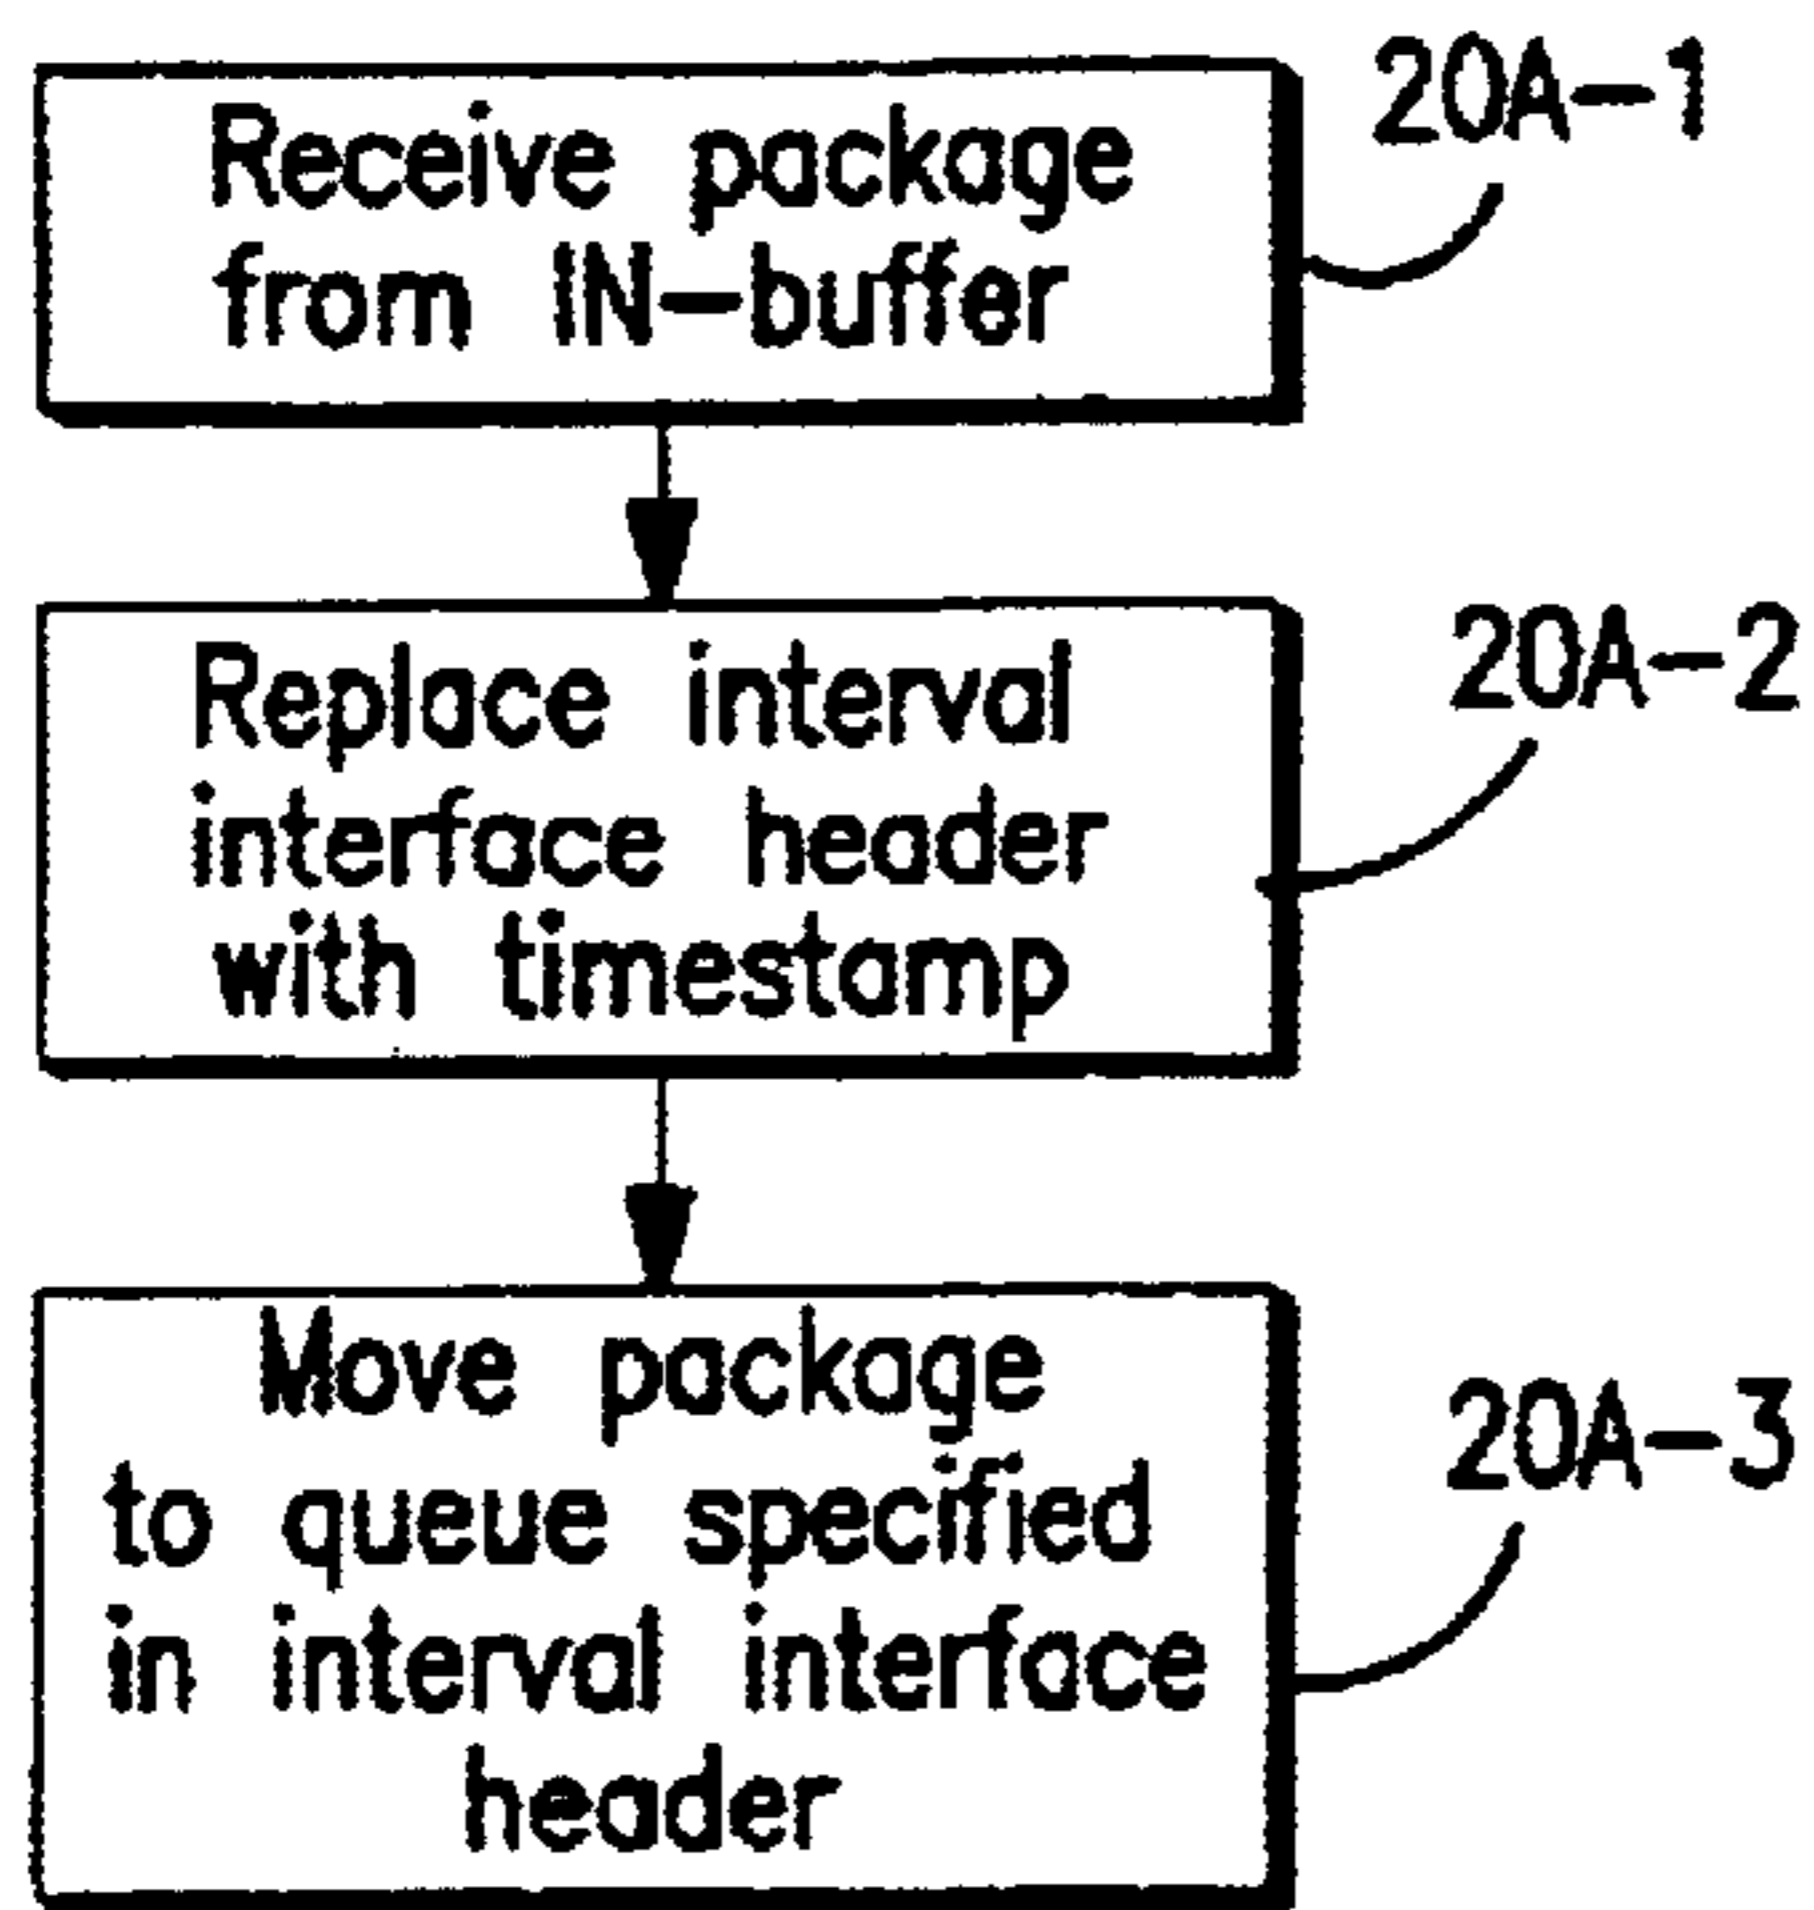 Receive package
from IN-buffer
20A-1
Replace interval
interface header
with timestamp
20A-2
Move package
to queue specified
in interval interface
header
20A-3